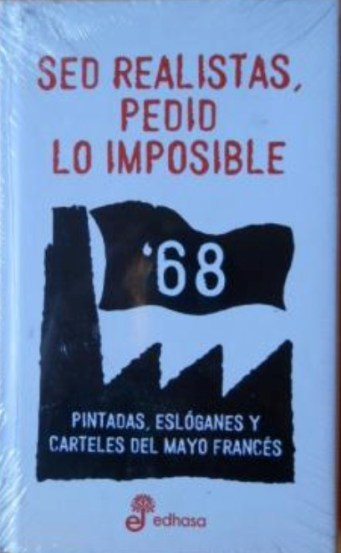 SED REALISTAS,
PEDID
LO IMPOSIBLE
'68
PINTADAS, ESLÓGANES Y
CARTELES DEL MAYO FRANCÉS
edhasa